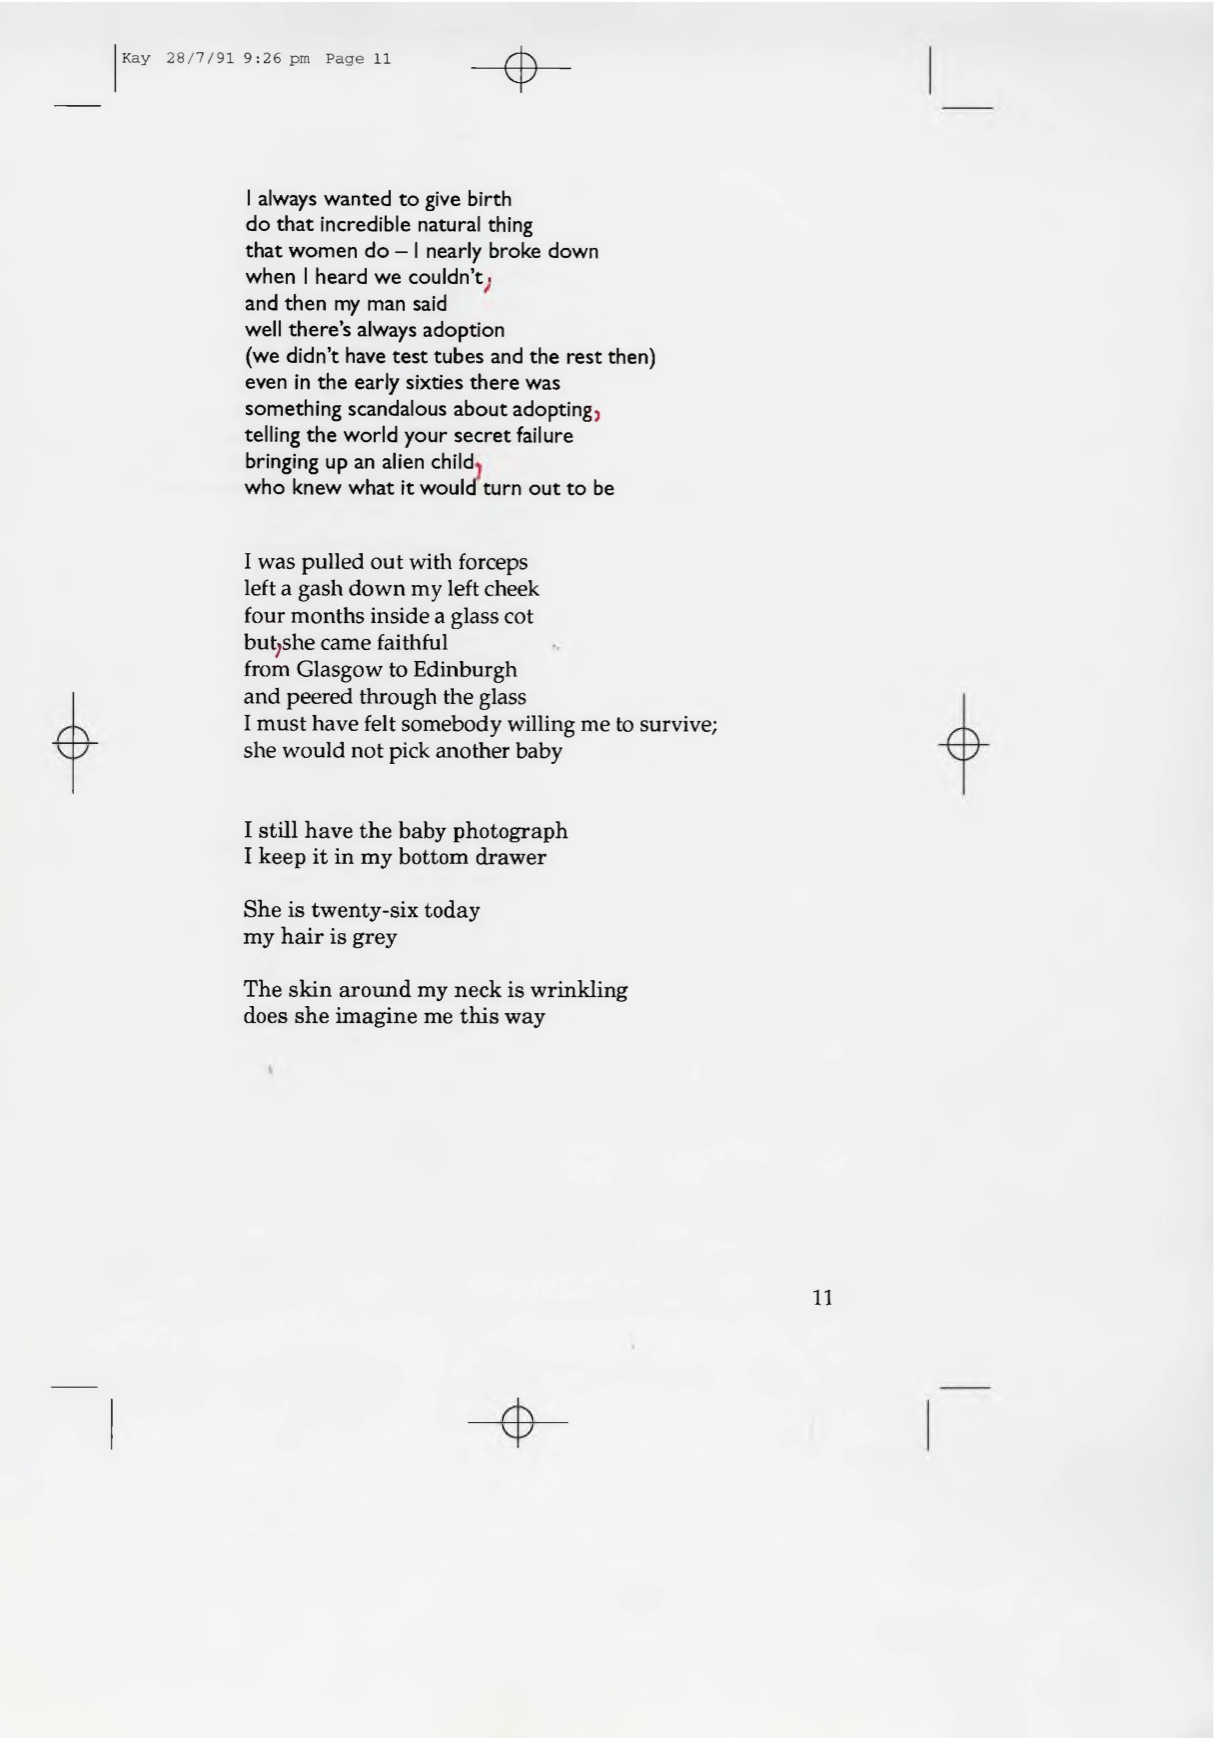 Kay 28/7/91 9:26 pm Page 11
I always wanted to give birth
do that incredible natural thing
that women do – I nearly broke down
when I heard we couldn't;
and then my man said
well there's always adoption
(we didn't have test tubes and the rest then)
even in the early sixties there was
something scandalous about adopting,
telling the world your secret failure
bringing up an alien child,
who knew what it would turn out to be
I was pulled out with forceps
left a gash down my left cheek
four months inside a glass cot
but,she came faithful
from Glasgow to Edinburgh
and peered through the glass
I must have felt somebody willing me to survive;
she would not pick another baby
I still have the baby photograph
I keep it in my bottom drawer
She is twenty-six today
my hair is grey
The skin around my neck is wrinkling
does she imagine me this way
11